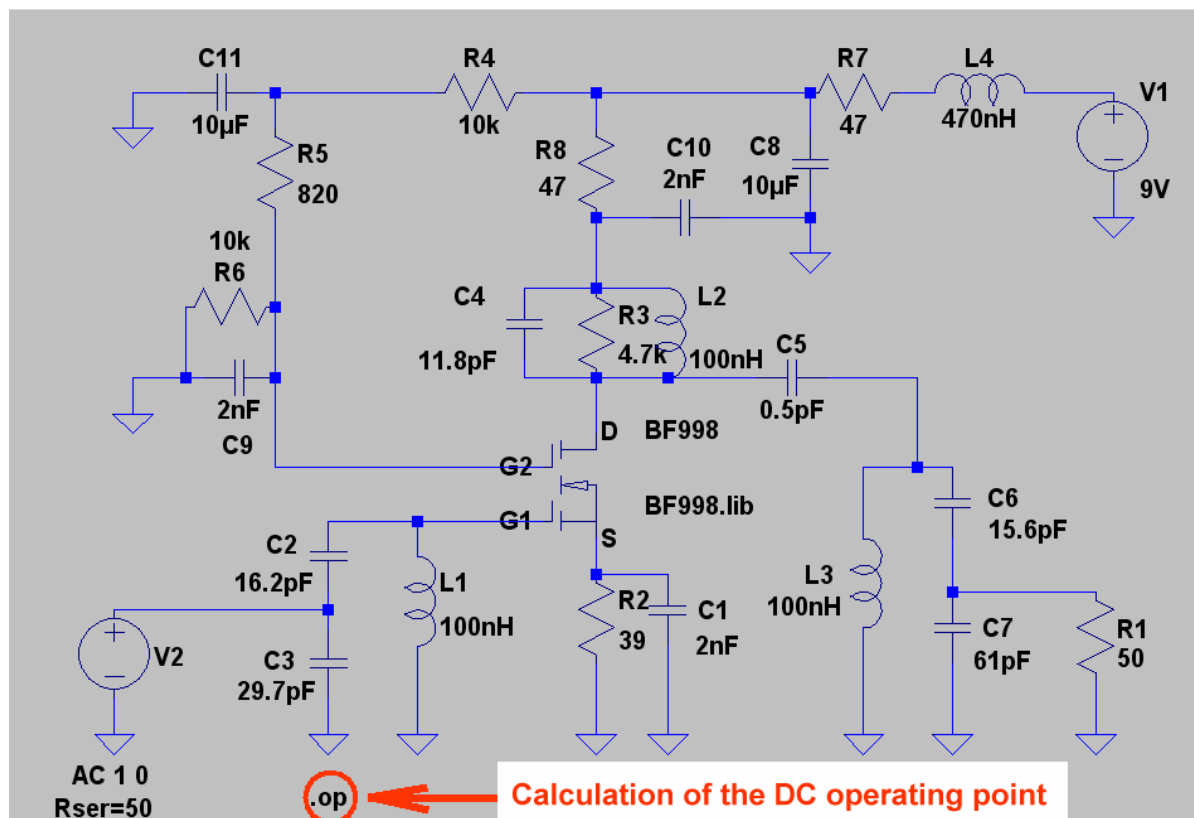 C11
10µF
R4
10k
R7
47
L4
470nH
V1
9V
R5
820
R8
47
C10
2nF
C8
10µF
10k
R6
C4
11.8pF
R3
4.7k
L2
100nH
C5
0.5pF
2nF
C9
D
BF998
G2
G1
BF998.lib
S
C2
16.2pF
L1
100nH
C6
15.6pF
L3
100nH
R2
39
C1
2nF
V2
C3
29.7pF
C7
61pF
R1
50
AC 1 0
Rser=50
.op
Calculation of the DC operating point